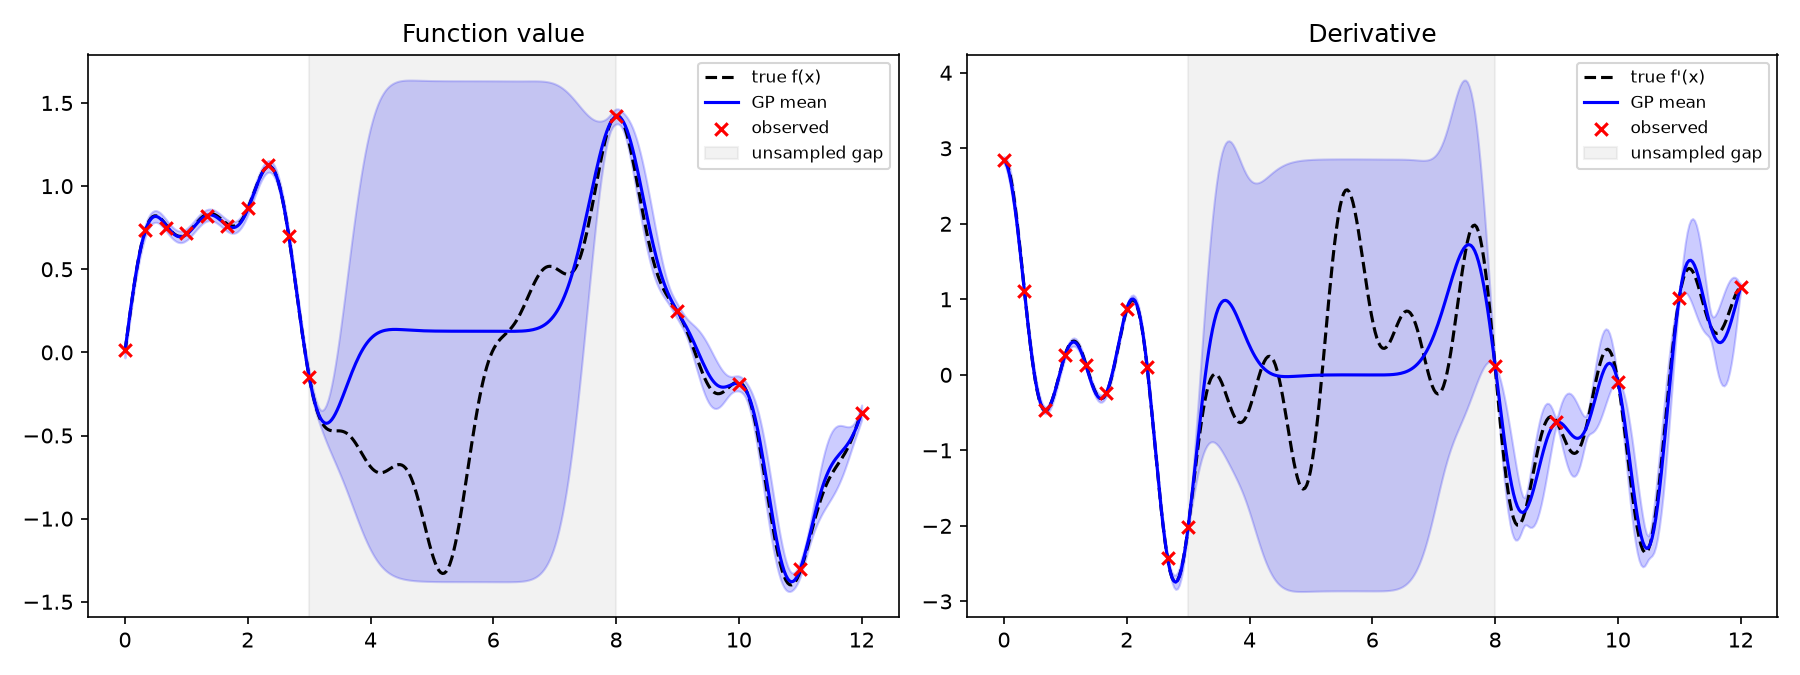 Function value
true f(x)
GP mean
observed
unsampled gap
1.5
1.0
0.5
0.0
−0.5
−1.0
−1.5
0 2 4 6 8 10 12
Derivative
true f'(x)
GP mean
observed
unsampled gap
4
3
2
1
0
−1
−2
−3
0 2 4 6 8 10 12